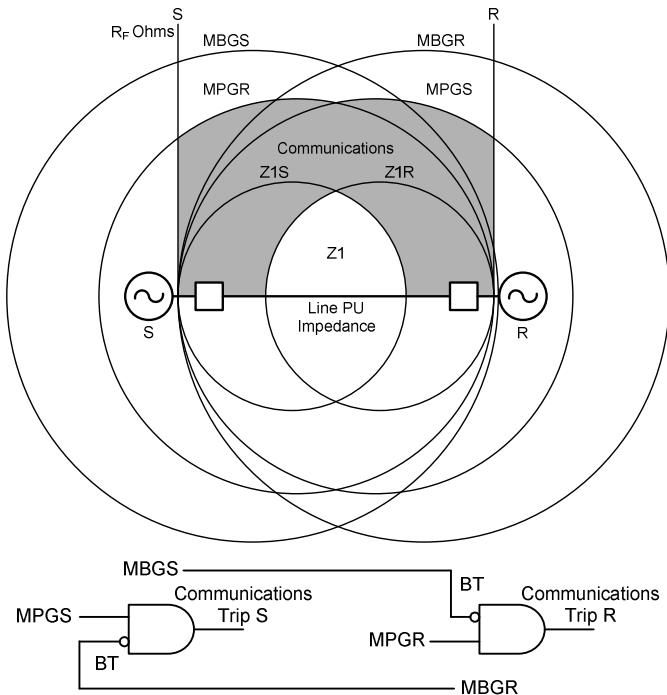 S
R
R_F Ohms
MBGS
MBGR
MPGR
MPGS
Communications
Z1S
Z1R
Z1
Line PU
Impedance
S
R
MBGS
BT
Communications
Trip S
Communications
Trip R
MPGS
MPGR
BT
MBGR